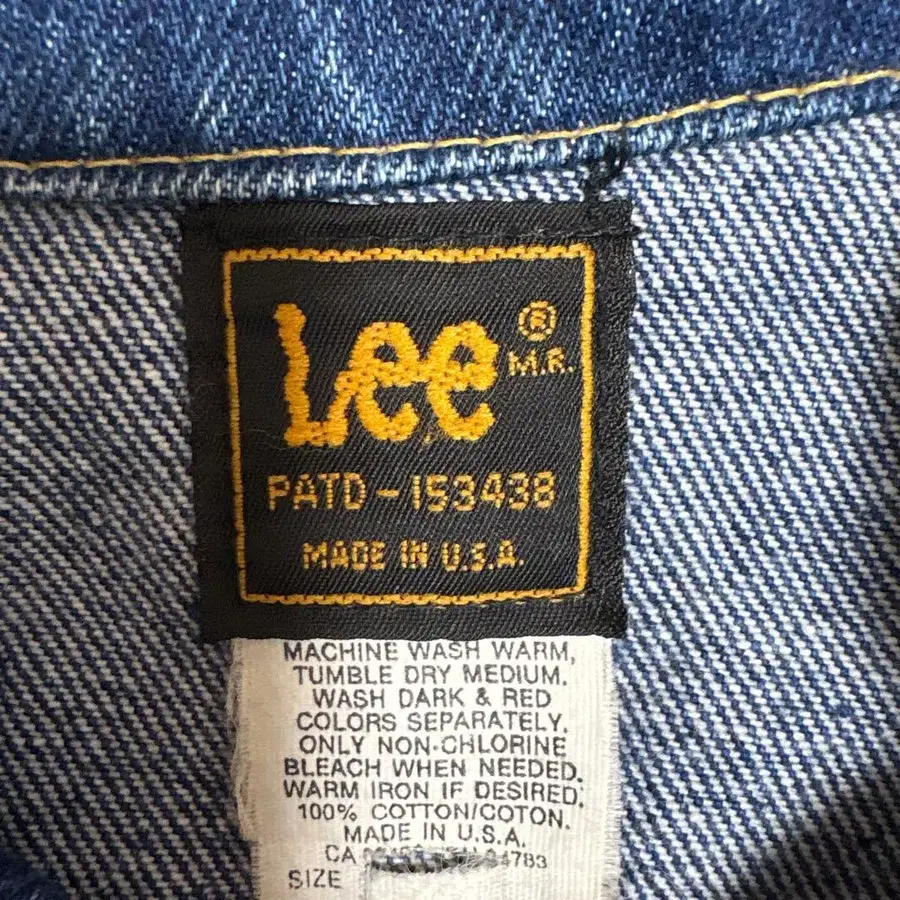 Lee ®
M.R.
PATD-153438
MADE IN U.S.A.
MACHINE WASH WARM,
TUMBLE DRY MEDIUM.
WASH DARK & RED
COLORS SEPARATELY.
ONLY NON-CHLORINE
BLEACH WHEN NEEDED.
WARM IRON IF DESIRED.
100% COTTON/COTON.
MADE IN U.S.A.
CA
SIZE